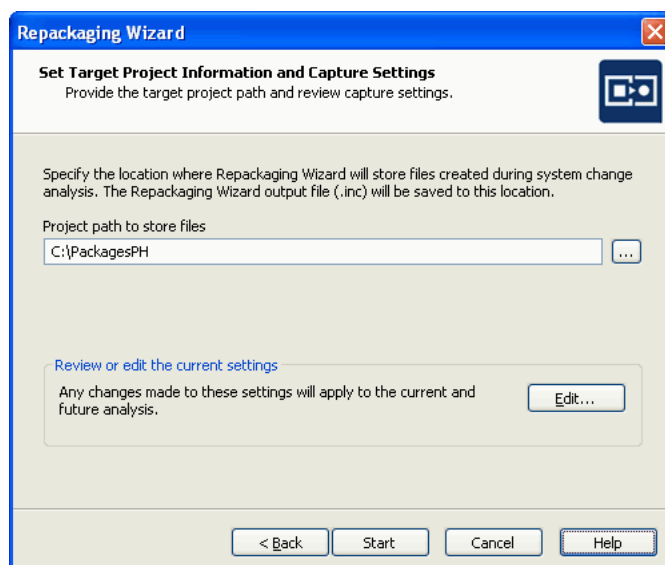 Repackaging Wizard
Set Target Project Information and Capture Settings
Provide the target project path and review capture settings.
Specify the location where Repackaging Wizard will store files created during system change
analysis. The Repackaging Wizard output file (.inc) will be saved to this location.
Project path to store files
C:\PackagesPH
...
Review or edit the current settings
Any changes made to these settings will apply to the current and
future analysis.
Edit...
< Back
Start
Cancel
Help